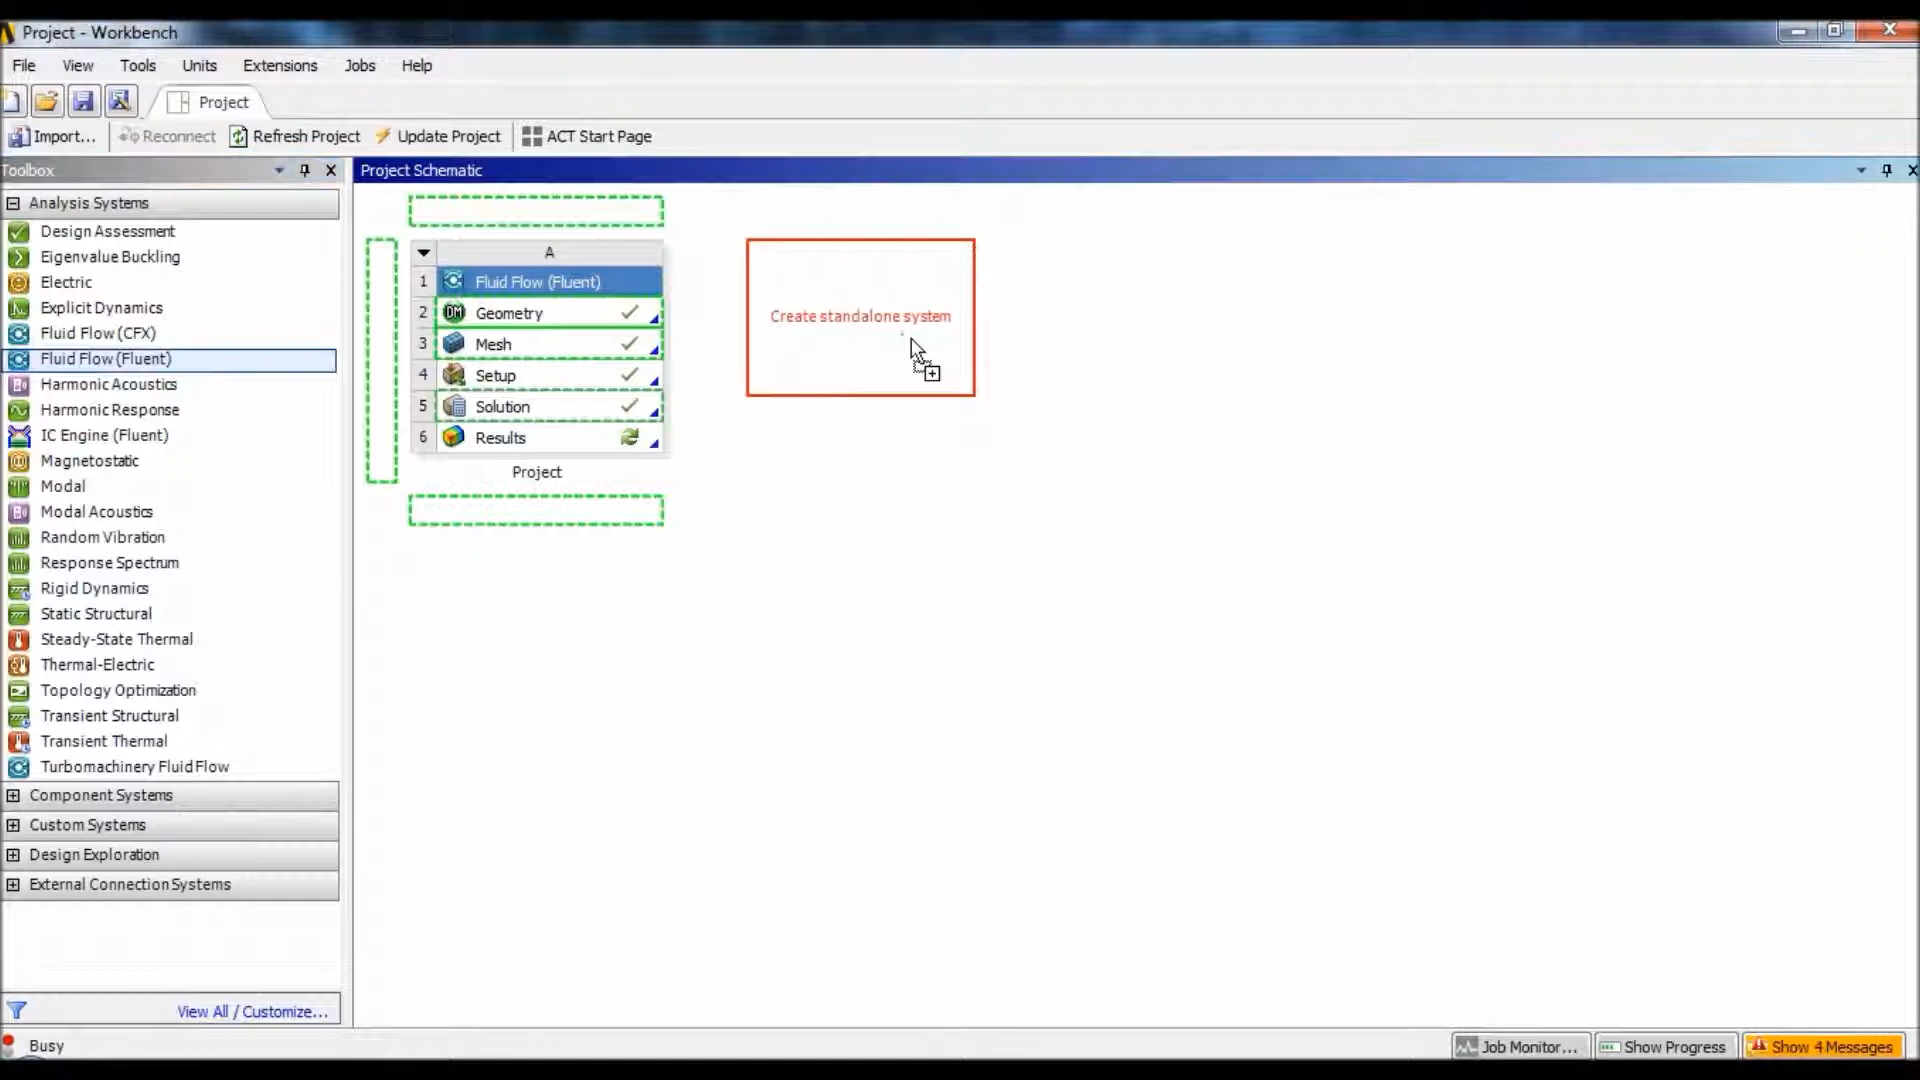 Project - Workbench
File View Tools Units Extensions Jobs Help
Project
Import... Reconnect Refresh Project Update Project ACT Start Page
Toolbox
Project Schematic
Analysis Systems
Design Assessment
Eigenvalue Buckling
Electric
Explicit Dynamics
Fluid Flow (CFX)
Fluid Flow (Fluent)
Harmonic Acoustics
Harmonic Response
IC Engine (Fluent)
Magnetostatic
Modal
Modal Acoustics
Random Vibration
Response Spectrum
Rigid Dynamics
Static Structural
Steady-State Thermal
Thermal-Electric
Topology Optimization
Transient Structural
Transient Thermal
Turbomachinery Fluid Flow
Component Systems
Custom Systems
Design Exploration
External Connection Systems
View All / Customize...
A
1 Fluid Flow (Fluent)
2 DM Geometry
3 Mesh
4 Setup
5 Solution
6 Results
Project
Create standalone system
Busy
Job Monitor... Show Progress Show 4 Messages